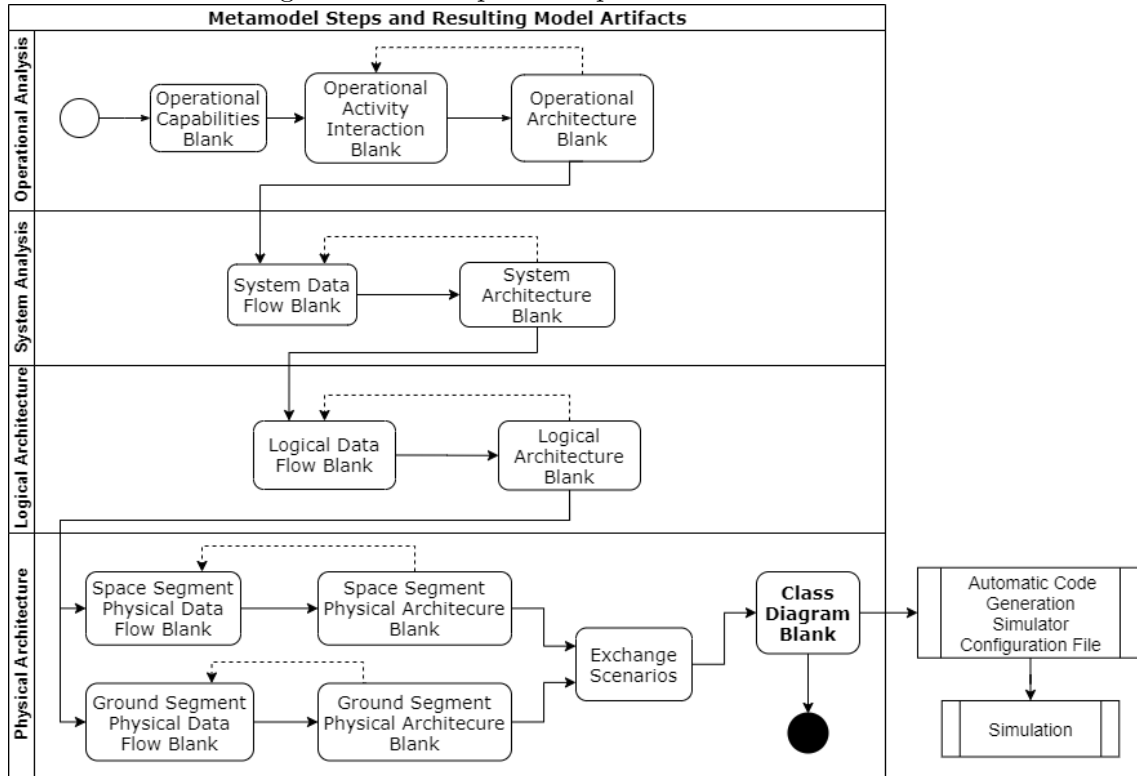 Metamodel Steps and Resulting Model Artifacts
Operational Analysis
Operational
Capabilities
Blank
Operational
Activity
Interaction
Blank
Operational
Architecture
Blank
System Analysis
System Data
Flow Blank
System
Architecture
Blank
Logical Architecture
Logical Data
Flow Blank
Logical
Architecture
Blank
Physical Architecture
Space Segment
Physical Data
Flow Blank
Space Segment
Physical Architecure
Blank
Ground Segment
Physical Data
Flow Blank
Ground Segment
Physical Architecure
Blank
Exchange
Scenarios
Class
Diagram
Blank
Automatic Code
Generation
Simulator
Configuration File
Simulation